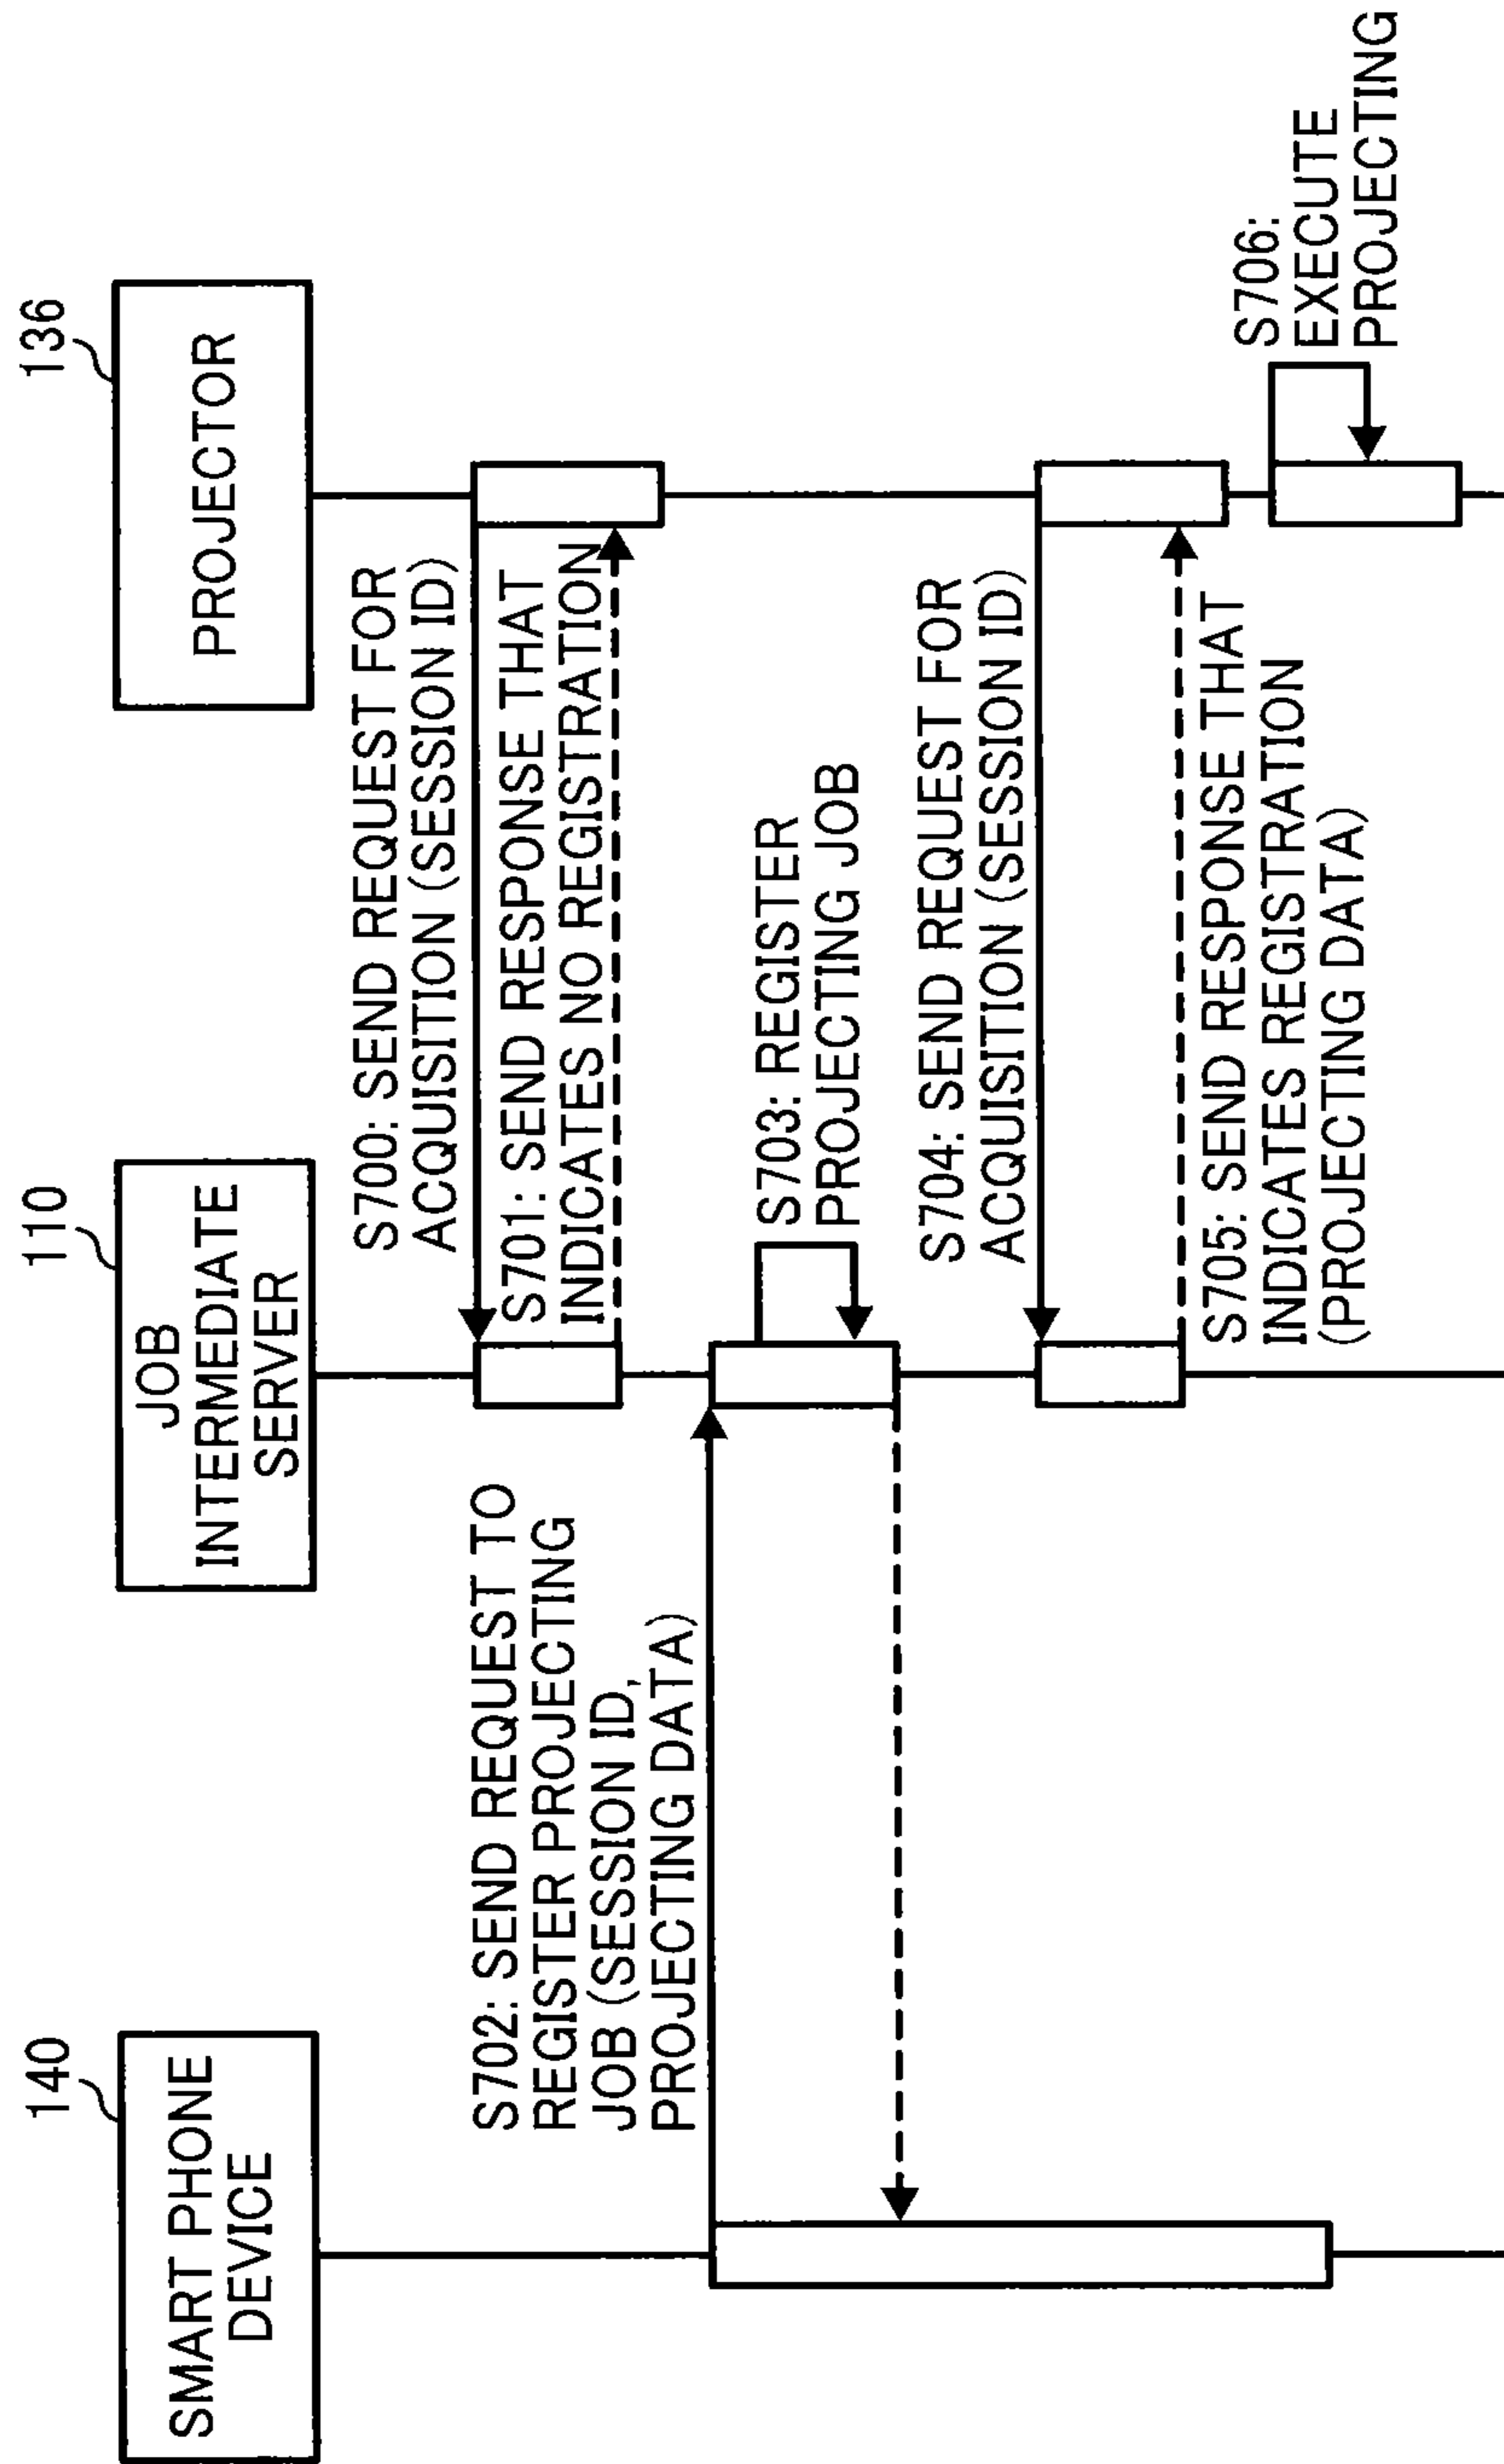 140
SMART PHONE
DEVICE
110
JOB
INTERMEDIATE
SERVER
136
PROJECTOR
S700: SEND REQUEST FOR
ACQUISITION (SESSION ID)
S701: SEND RESPONSE THAT
INDICATES NO REGISTRATION
S702: SEND REQUEST TO
REGISTER PROJECTING
JOB (SESSION ID,
PROJECTING DATA)
S703: REGISTER
PROJECTING JOB
S704: SEND REQUEST FOR
ACQUISITION (SESSION ID)
S705: SEND RESPONSE THAT
INDICATES REGISTRATION
(PROJECTING DATA)
S706:
EXECUTE
PROJECTING